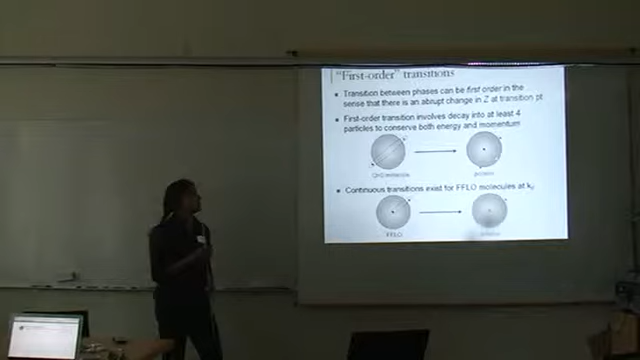 "First-order" transitions
Transition between phases can be first order in the
sense that there is an abrupt change in Z at transition pt
First-order transition involves decay into at least 4
particles to conserve both energy and momentum
Continuous transitions exist for FFLO molecules at
FFLO